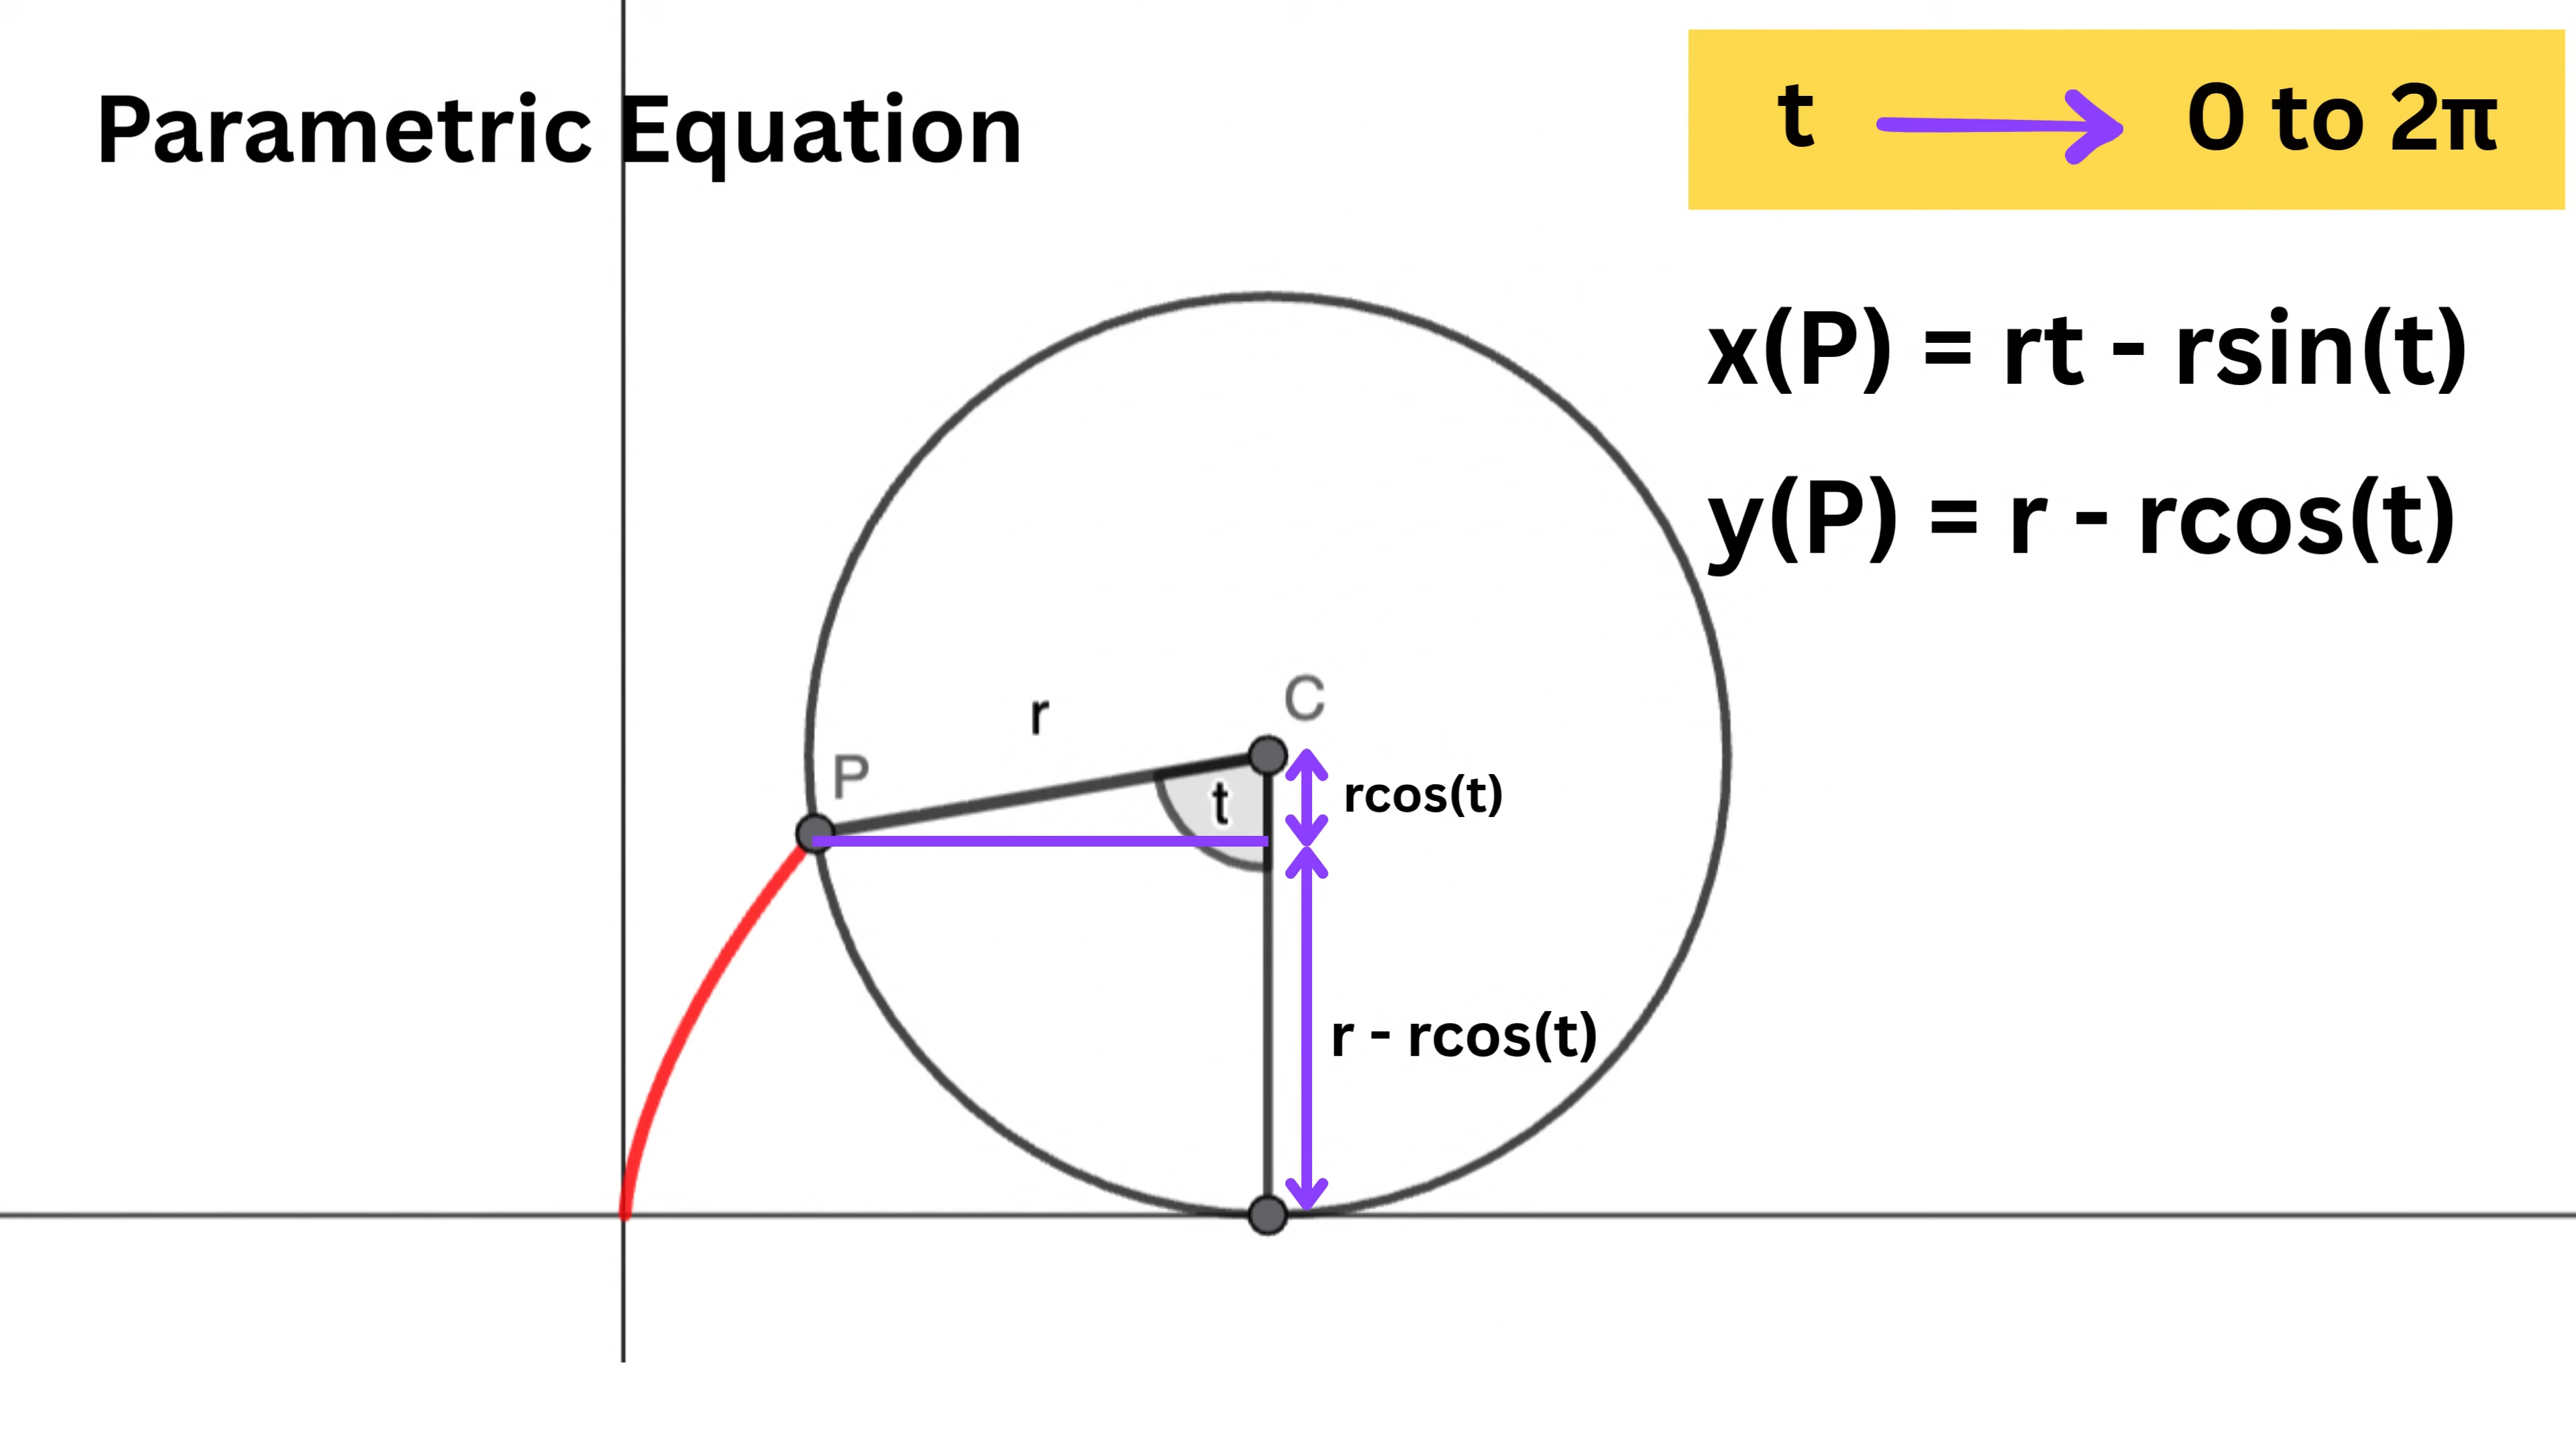 Parametric Equation
t
0 to 2π
x(P) = rt - rsin(t)
y(P) = r - rcos(t)
C
r
P
t
rcos(t)
r - rcos(t)